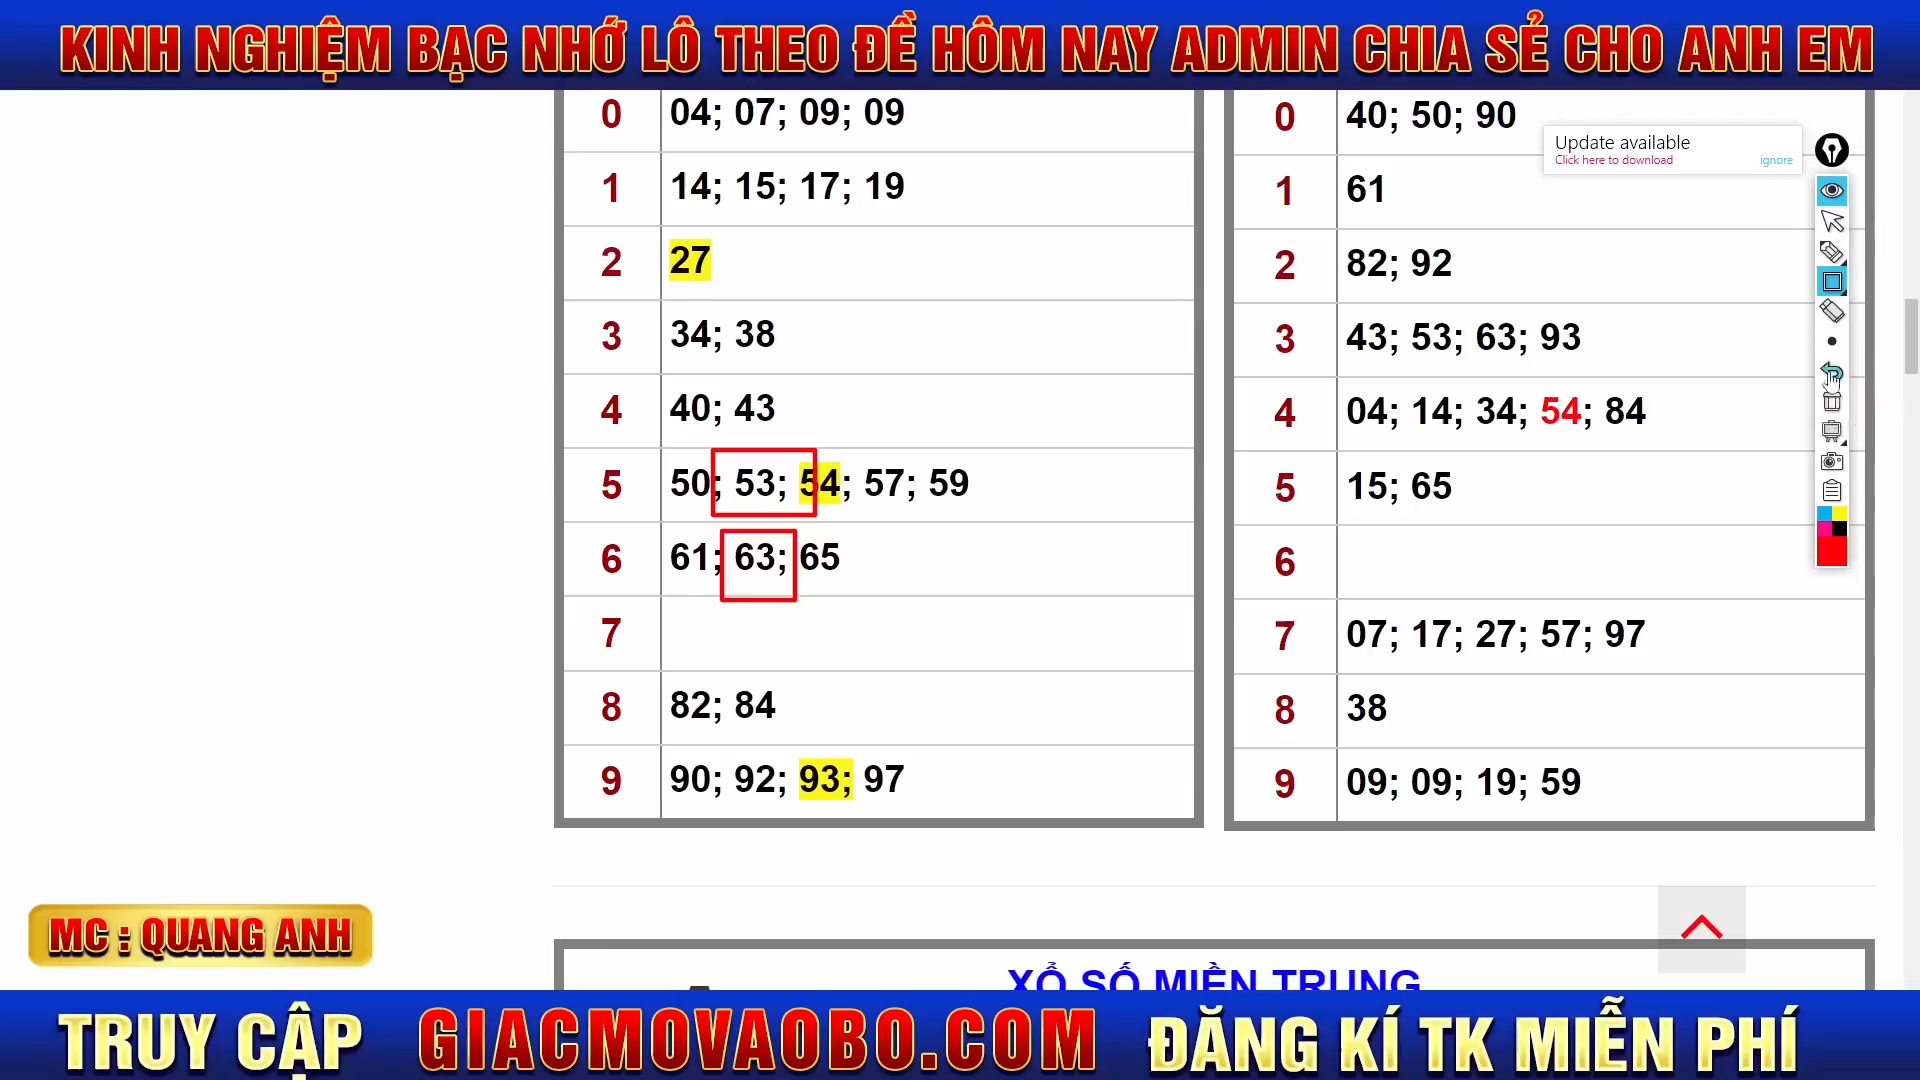 KINH NGHIỆM BẠC NHỚ LÔ THEO ĐỀ HÔM NAY ADMIN CHIA SẺ CHO ANH EM
0 04; 07; 09; 09
1 14; 15; 17; 19
2 27
3 34; 38
4 40; 43
5 50; 53; 54; 57; 59
6 61; 63; 65
7
8 82; 84
9 90; 92; 93; 97
0 40; 50; 90
1 61
2 82; 92
3 43; 53; 63; 93
4 04; 14; 34; 54; 84
5 15; 65
6
7 07; 17; 27; 57; 97
8 38
9 09; 09; 19; 59
Update available
Click here to download ignore
XỔ SỐ MIỀN TRUNG
MC : QUANG ANH
TRUY CẬP GIACMOVAOBO.COM ĐĂNG KÍ TK MIỄN PHÍ